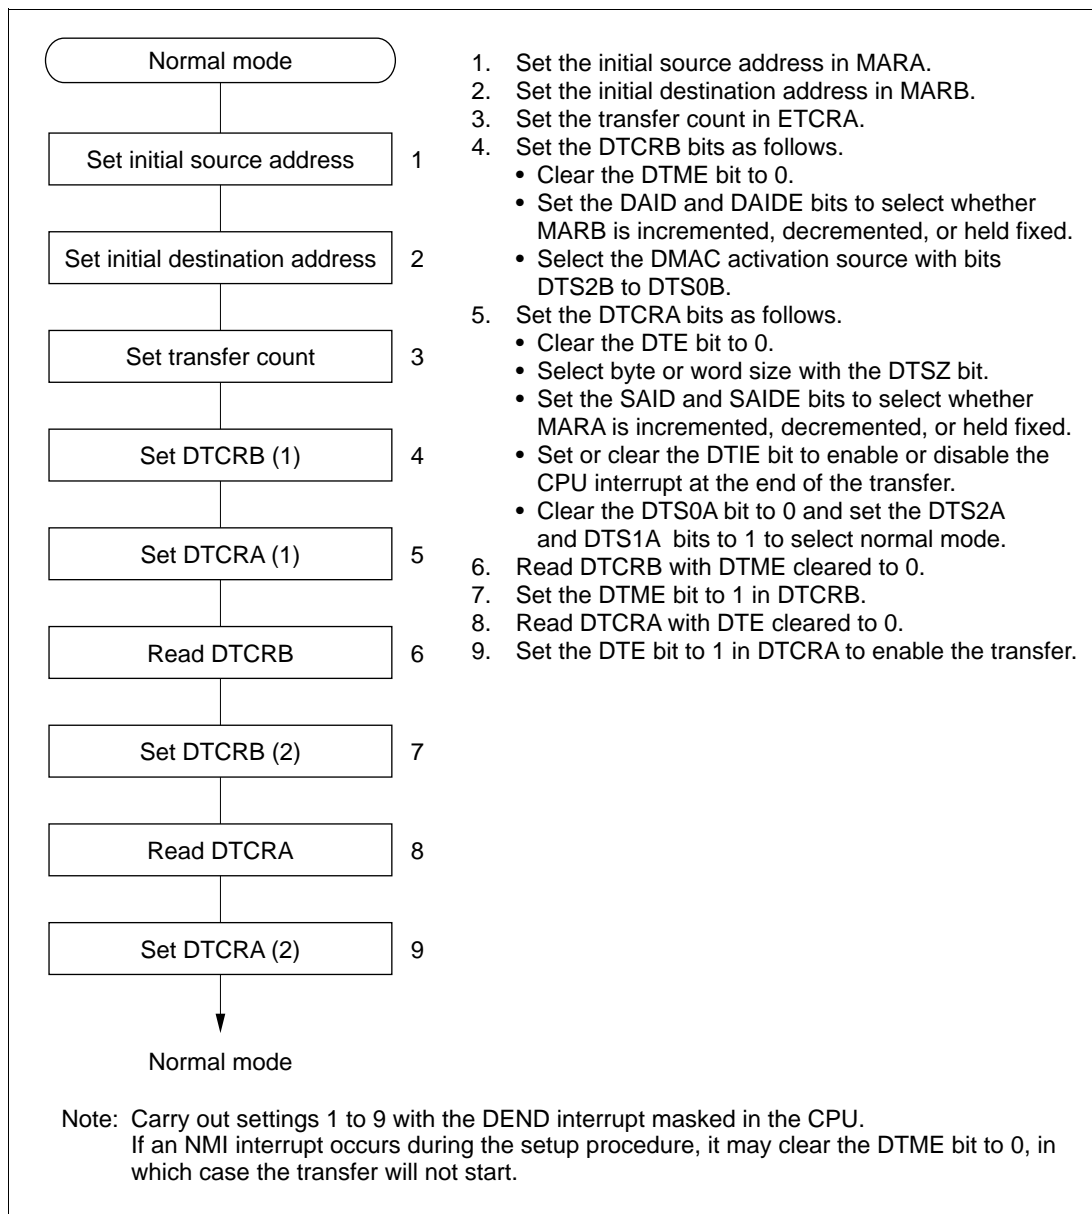 Normal mode
Set initial source address 1
Set initial destination address 2
Set transfer count 3
Set DTCRB (1) 4
Set DTCRA (1) 5
Read DTCRB 6
Set DTCRB (2) 7
Read DTCRA 8
Set DTCRA (2) 9
Normal mode
1. Set the initial source address in MARA.
2. Set the initial destination address in MARB.
3. Set the transfer count in ETCRA.
4. Set the DTCRB bits as follows.
• Clear the DTME bit to 0.
• Set the DAID and DAIDE bits to select whether
MARB is incremented, decremented, or held fixed.
• Select the DMAC activation source with bits
DTS2B to DTS0B.
5. Set the DTCRA bits as follows.
• Clear the DTE bit to 0.
• Select byte or word size with the DTSZ bit.
• Set the SAID and SAIDE bits to select whether
MARA is incremented, decremented, or held fixed.
• Set or clear the DTIE bit to enable or disable the
CPU interrupt at the end of the transfer.
• Clear the DTS0A bit to 0 and set the DTS2A
and DTS1A bits to 1 to select normal mode.
6. Read DTCRB with DTME cleared to 0.
7. Set the DTME bit to 1 in DTCRB.
8. Read DTCRA with DTE cleared to 0.
9. Set the DTE bit to 1 in DTCRA to enable the transfer.
Note: Carry out settings 1 to 9 with the DEND interrupt masked in the CPU.
If an NMI interrupt occurs during the setup procedure, it may clear the DTME bit to 0, in
which case the transfer will not start.